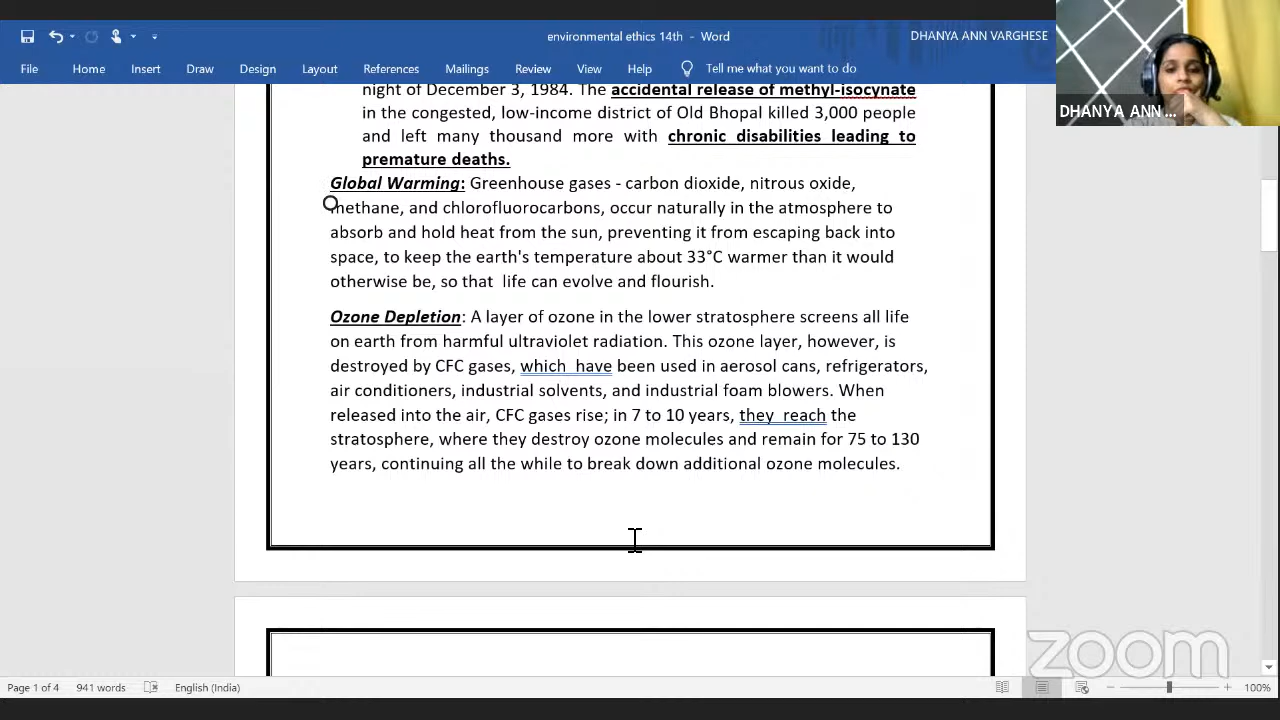 environmental ethics 14th - Word
DHANYA ANN VARGHESE
File Home Insert Draw Design Layout References Mailings Review View Help Tell me what you want to do
DHANYA ANN ...
night of December 3, 1984. The accidental release of methyl-isocynate
in the congested, low-income district of Old Bhopal killed 3,000 people
and left many thousand more with chronic disabilities leading to
premature deaths.
Global Warming: Greenhouse gases - carbon dioxide, nitrous oxide,
methane, and chlorofluorocarbons, occur naturally in the atmosphere to
absorb and hold heat from the sun, preventing it from escaping back into
space, to keep the earth's temperature about 33°C warmer than it would
otherwise be, so that life can evolve and flourish.
Ozone Depletion: A layer of ozone in the lower stratosphere screens all life
on earth from harmful ultraviolet radiation. This ozone layer, however, is
destroyed by CFC gases, which have been used in aerosol cans, refrigerators,
air conditioners, industrial solvents, and industrial foam blowers. When
released into the air, CFC gases rise; in 7 to 10 years, they reach the
stratosphere, where they destroy ozone molecules and remain for 75 to 130
years, continuing all the while to break down additional ozone molecules.
zoom
Page 1 of 4 941 words English (India) 100%